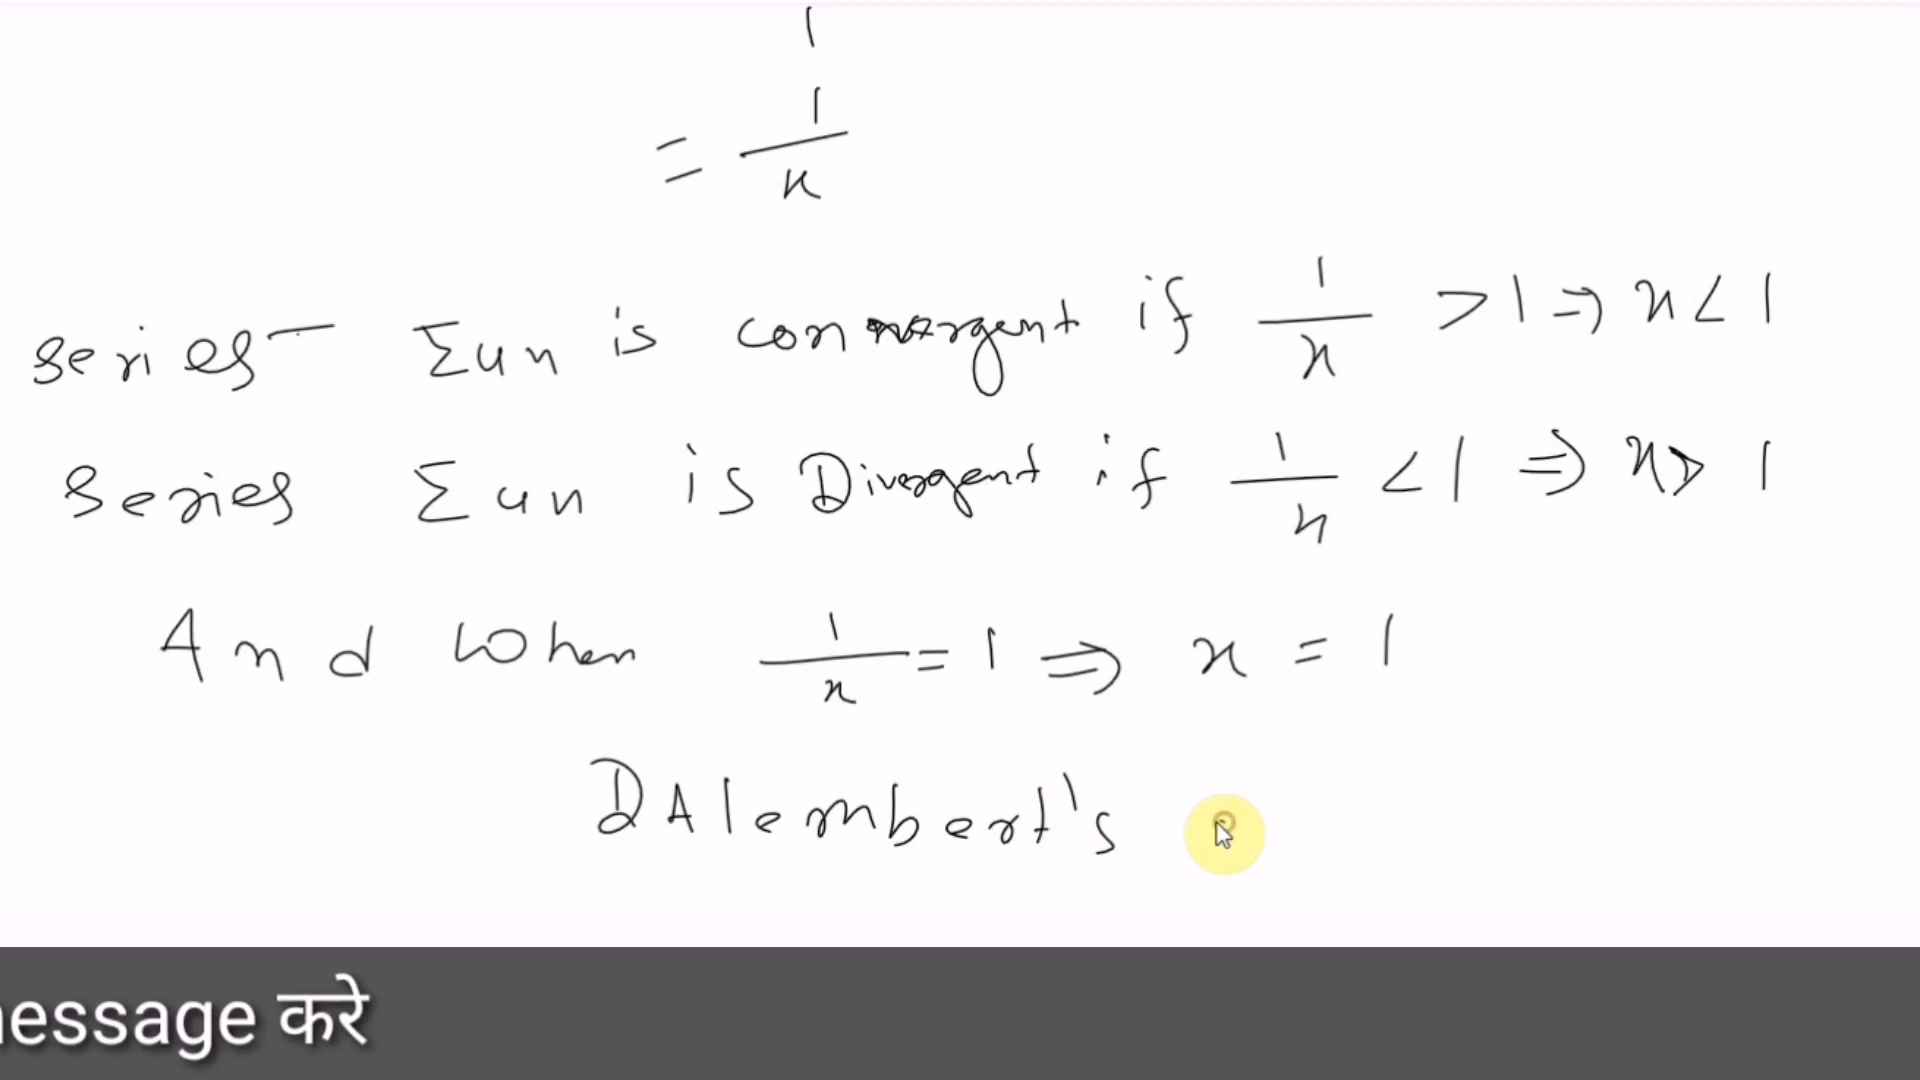 1
= 1/x
series Σun is convergent if 1/x > 1 ⇒ x < 1
Series Σun is Divergent if 1/x < 1 ⇒ x > 1
And when 1/x = 1 ⇒ x = 1
DAlembert's
essage करे